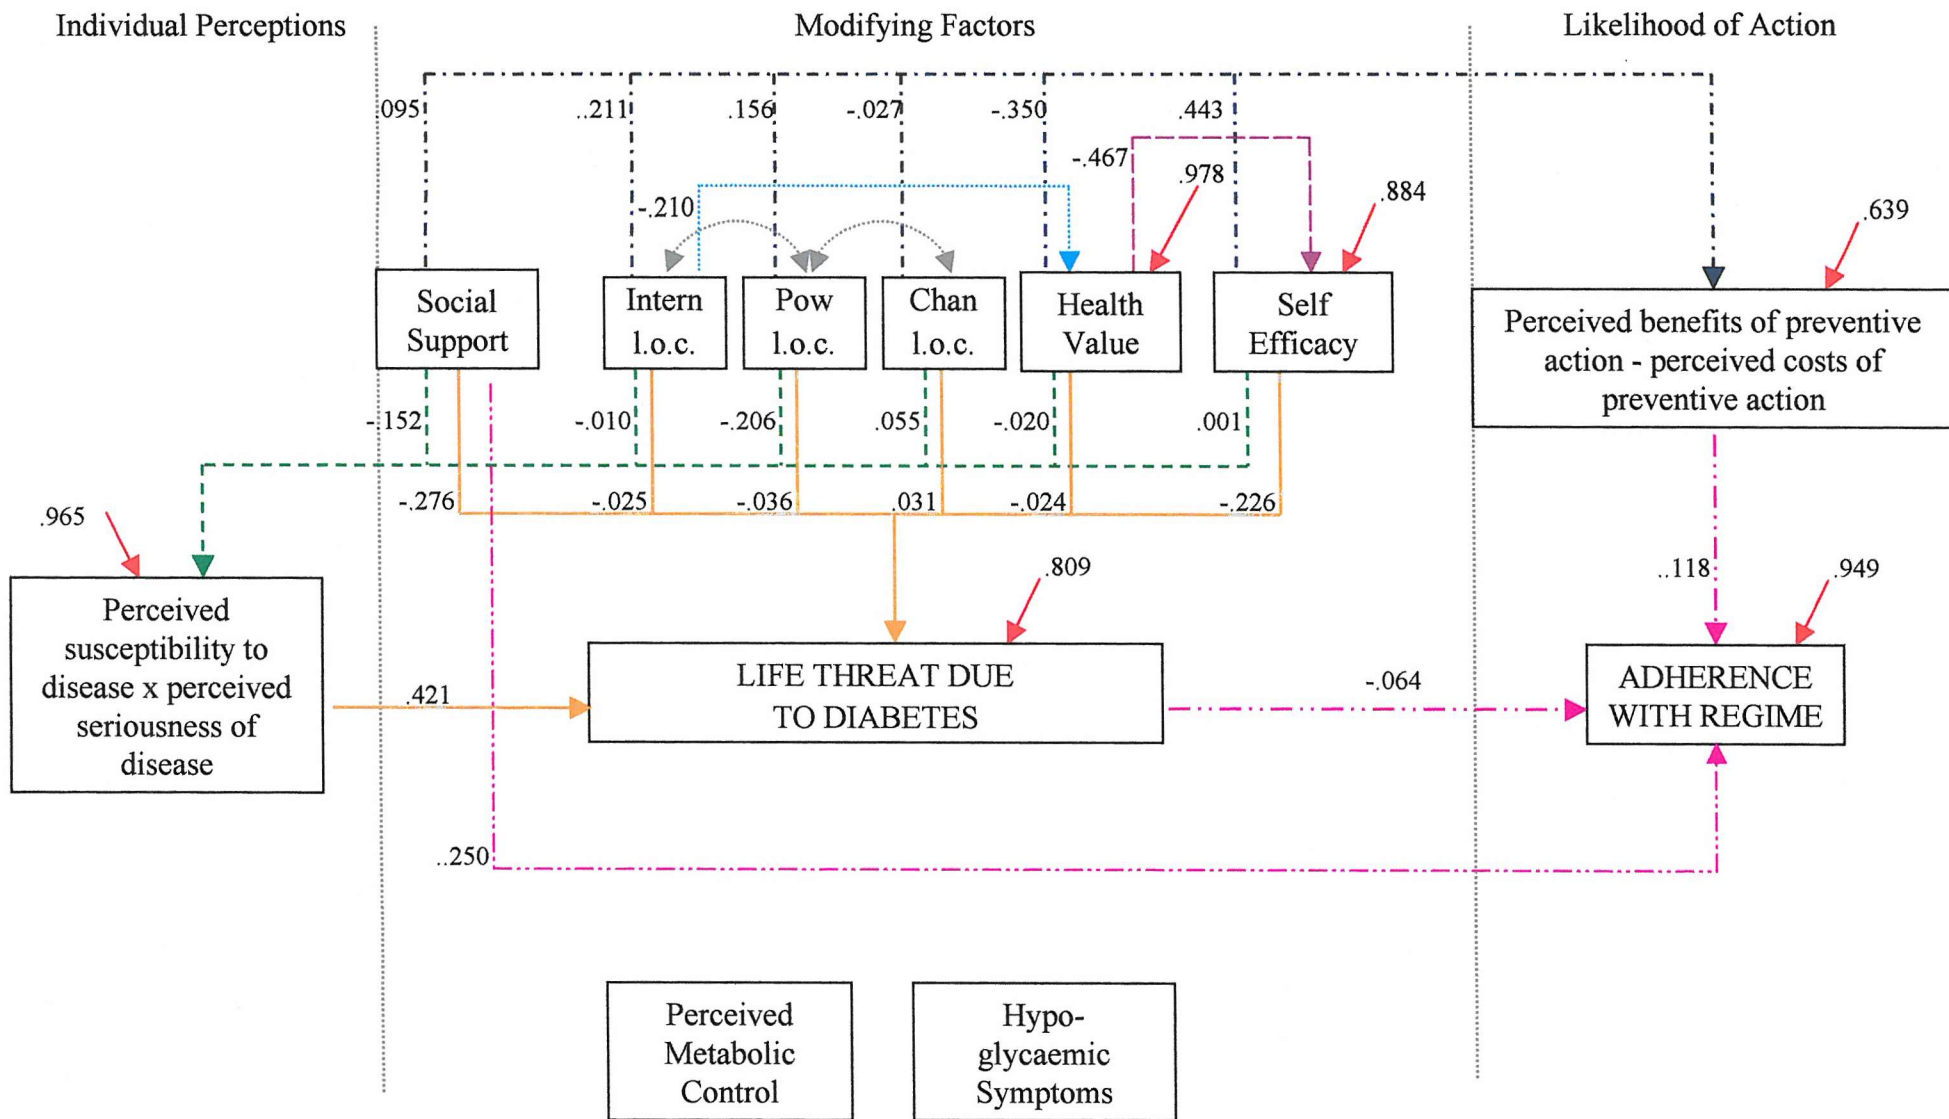 Individual Perceptions
Modifying Factors
Likelihood of Action
.095
..211
.156
-.027
-.350
.443
-.467
.978
.884
.639
-.210
Social
Support
Intern
l.o.c.
Pow
l.o.c.
Chan
l.o.c.
Health
Value
Self
Efficacy
Perceived benefits of preventive
action - perceived costs of
preventive action
-.152
-.010
-.206
.055
-.020
.001
-.276
-.025
-.036
.031
-.024
-.226
.965
.809
..118
.949
Perceived
susceptibility to
disease x perceived
seriousness of
disease
.421
LIFE THREAT DUE
TO DIABETES
-.064
ADHERENCE
WITH REGIME
..250
Perceived
Metabolic
Control
Hypo-
glycaemic
Symptoms